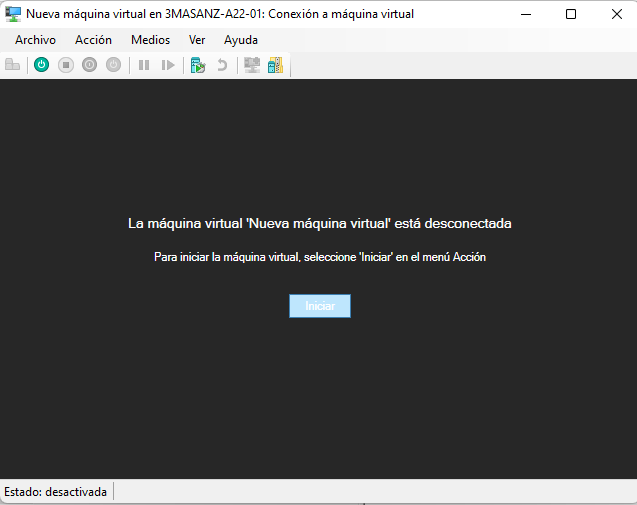 Nueva máquina virtual en 3MASANZ-A22-01: Conexión a máquina virtual
Archivo Acción Medios Ver Ayuda
La máquina virtual 'Nueva máquina virtual' está desconectada
Para iniciar la máquina virtual, seleccione 'Iniciar' en el menú Acción
Iniciar
Estado: desactivada